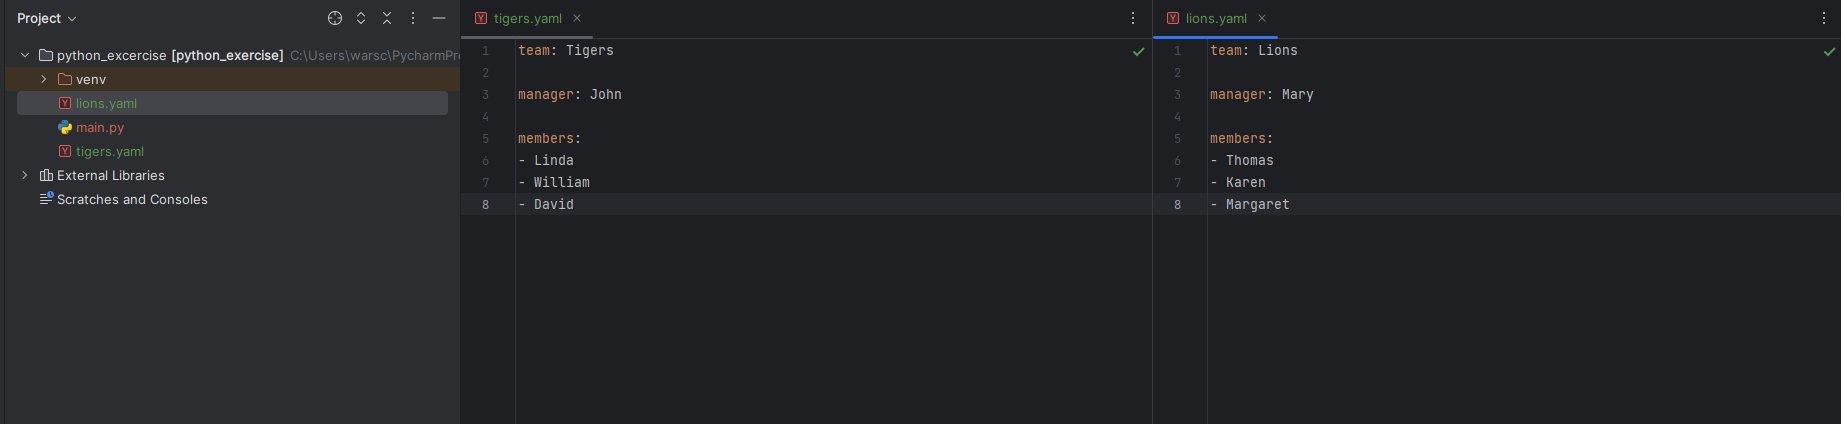 Project
python_excercise [python_exercise] C:\Users\warsc\PycharmPr
venv
lions.yaml
main.py
tigers.yaml
External Libraries
Scratches and Consoles
tigers.yaml
1 team: Tigers
2
3 manager: John
4
5 members:
6 - Linda
7 - William
8 - David
lions.yaml
1 team: Lions
2
3 manager: Mary
4
5 members:
6 - Thomas
7 - Karen
8 - Margaret